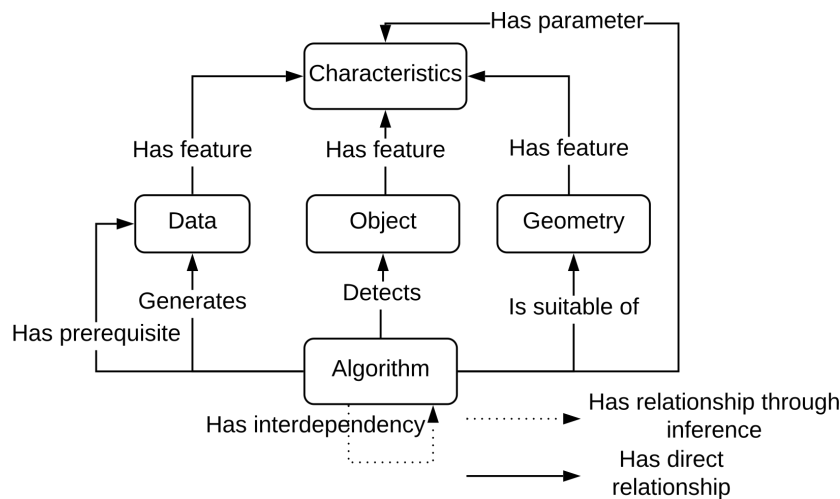 Has parameter
Characteristics
Has feature
Has feature
Has feature
Data
Object
Geometry
Generates
Detects
Is suitable of
Has prerequisite
Algorithm
Has interdependency
Has relationship through
inference
Has direct
relationship